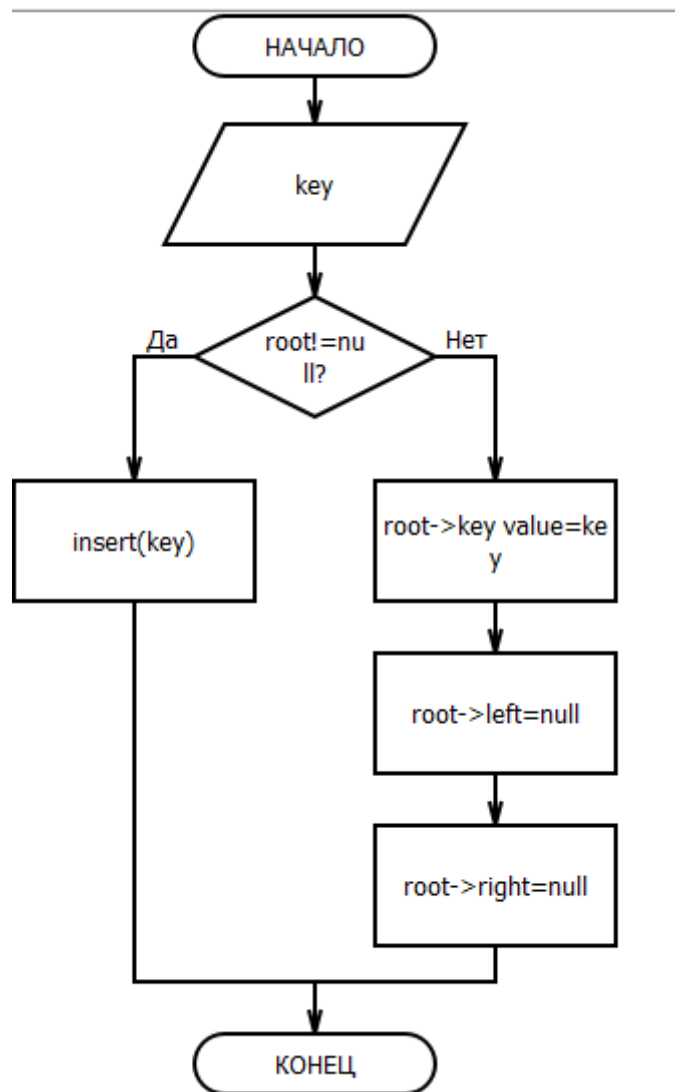 НАЧАЛО
key
Да
root!=nu
ll?
Нет
insert(key)
root->key value=ke
y
root->left=null
root->right=null
КОНЕЦ